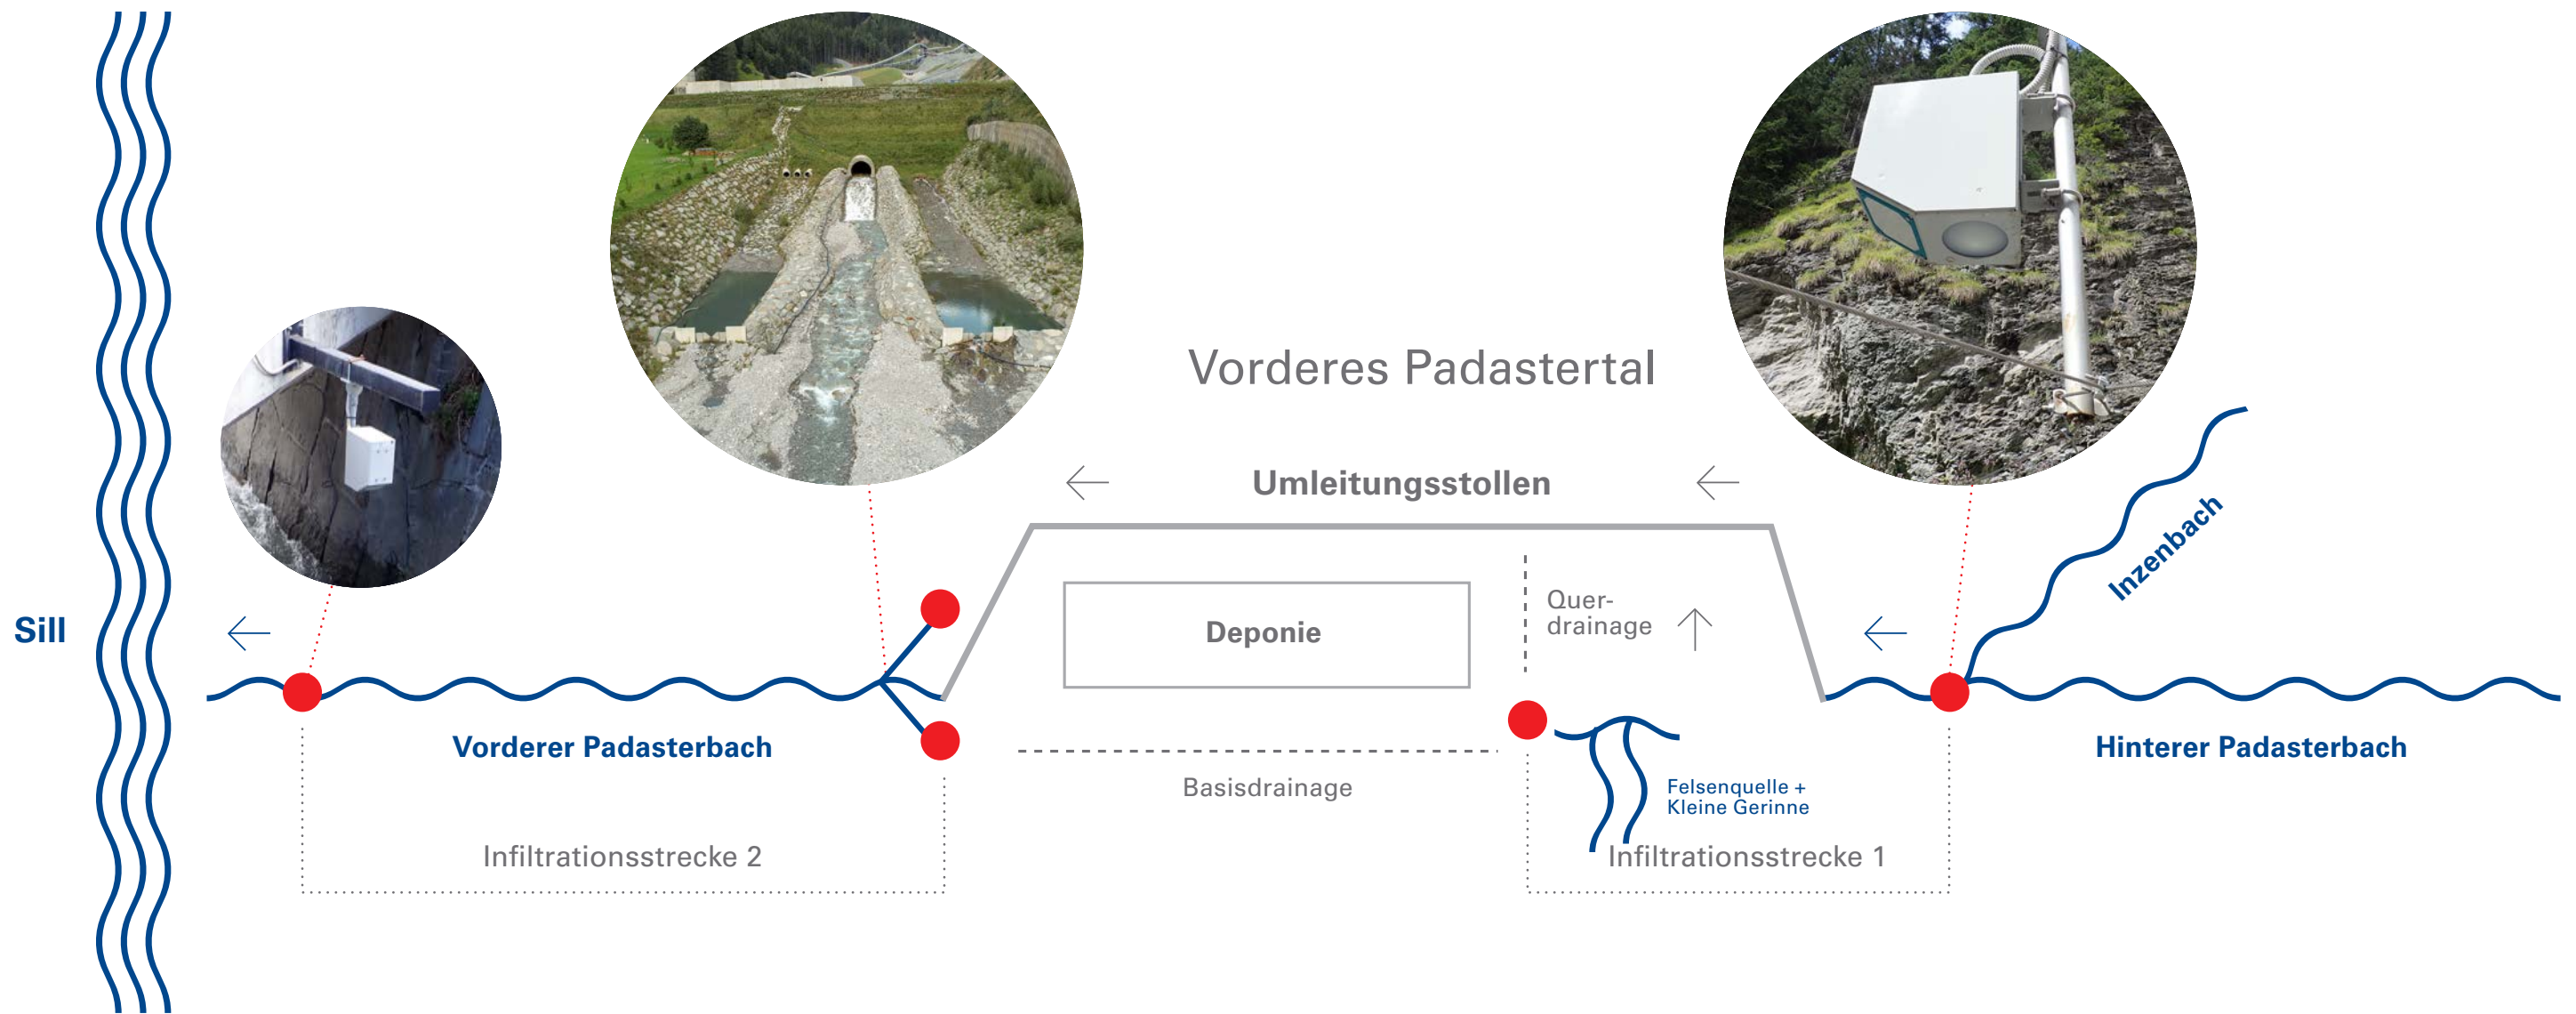 Vorderes Padastertal
Umleitungsstollen
Inzenbach
Sill
Deponie
Quer-
drainage
Vorderer Padasterbach
Hinterer Padasterbach
Basisdrainage
Felsenquelle +
Kleine Gerinne
Infiltrationsstrecke 2
Infiltrationsstrecke 1